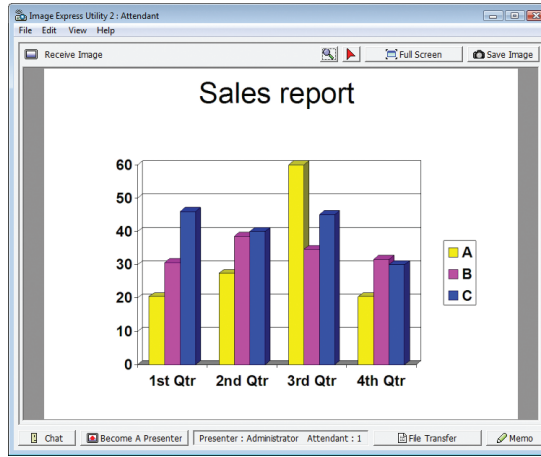 Image Express Utility 2 : Attendant
File Edit View Help
Receive Image Full Screen Save Image
Sales report
60
50
40
30
20
10
0
A
B
C
1st Qtr 2nd Qtr 3rd Qtr 4th Qtr
Chat Become A Presenter Presenter : Administrator Attendant : 1 File Transfer Memo